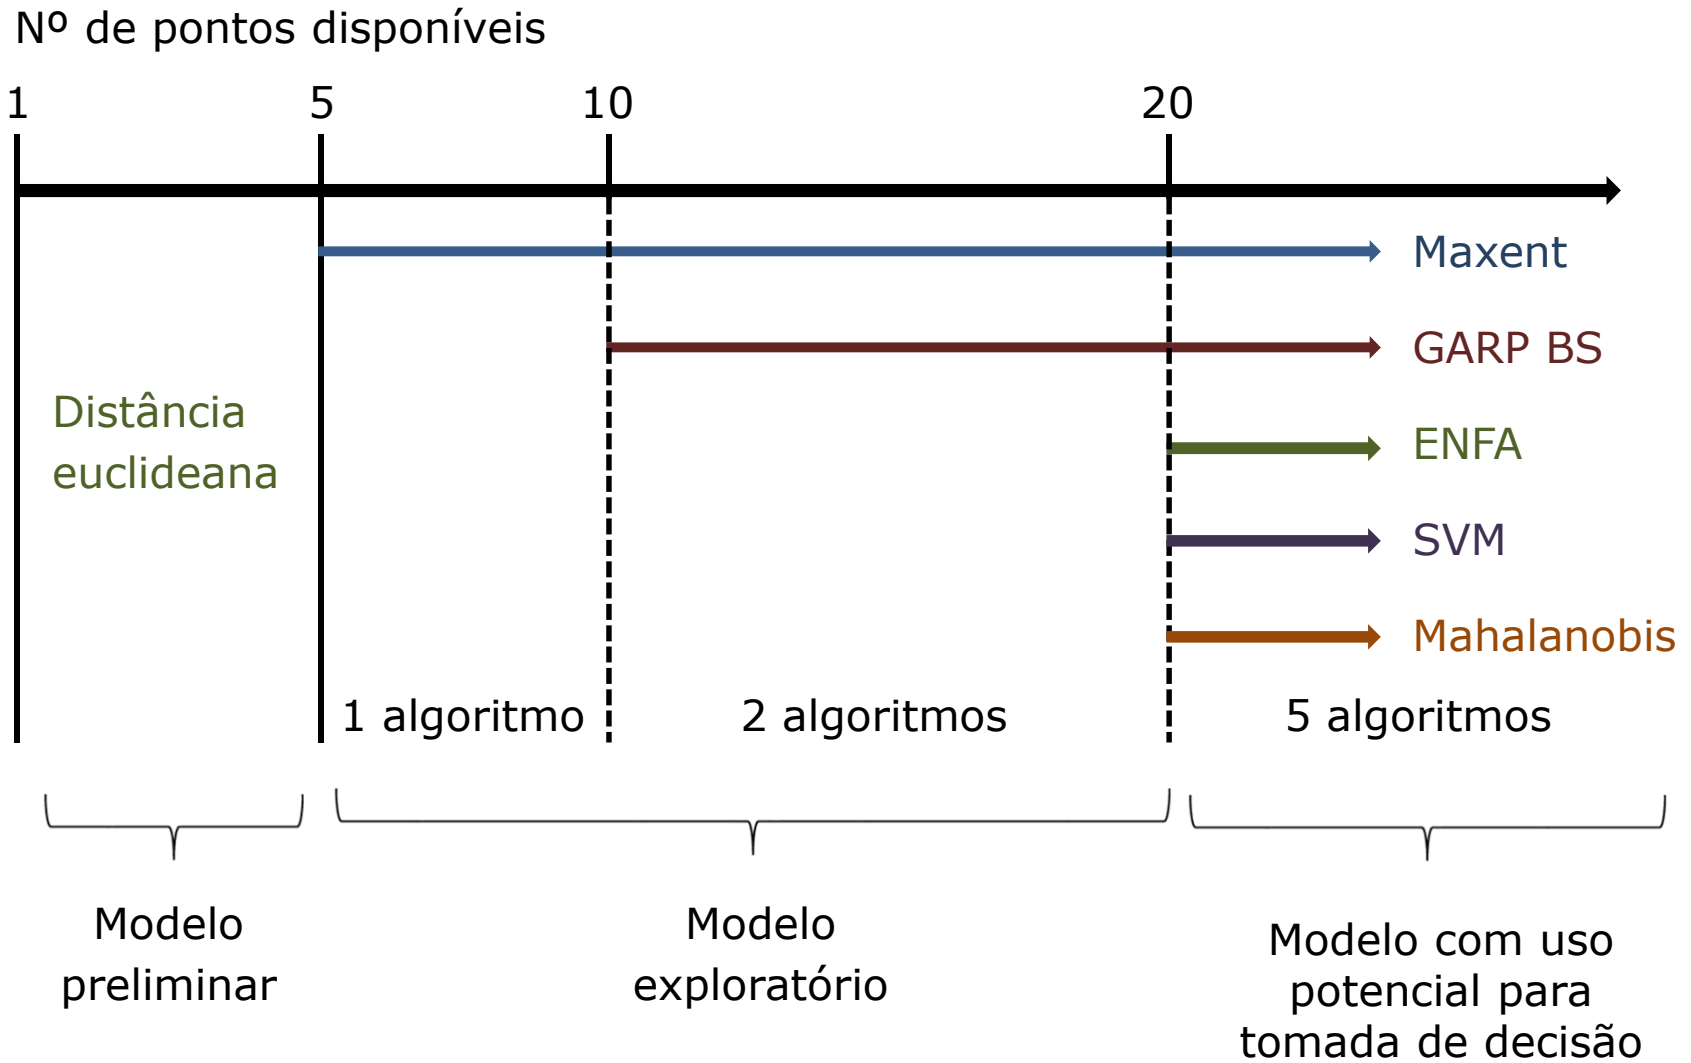 Nº de pontos disponíveis
1 5 10 20
Maxent
GARP BS
Distância
euclideana
ENFA
SVM
Mahalanobis
1 algoritmo 2 algoritmos 5 algoritmos
Modelo
preliminar
Modelo
exploratório
Modelo com uso
potencial para
tomada de decisão